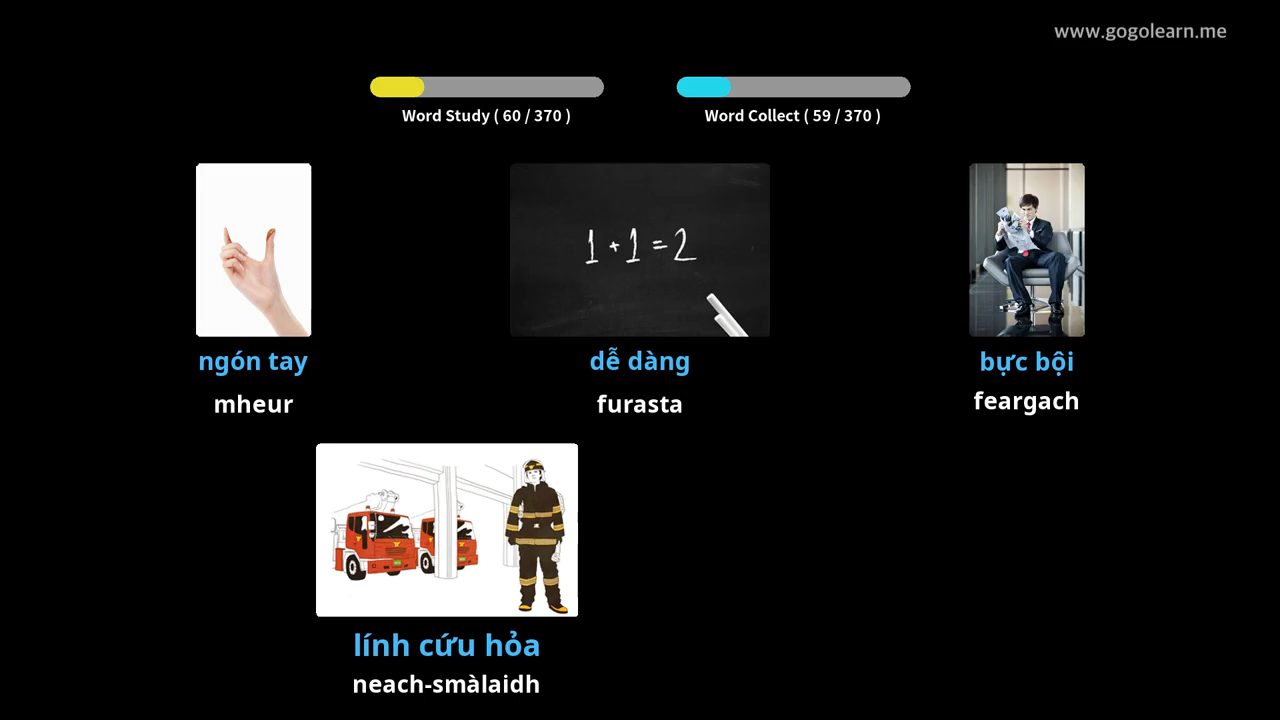 www.gogolearn.me
Word Study ( 60 / 370 )
Word Collect ( 59 / 370 )
1 + 1 = 2
ngón tay
mheur
dễ dàng
furasta
bực bội
feargach
lính cứu hỏa
neach-smàlaidh